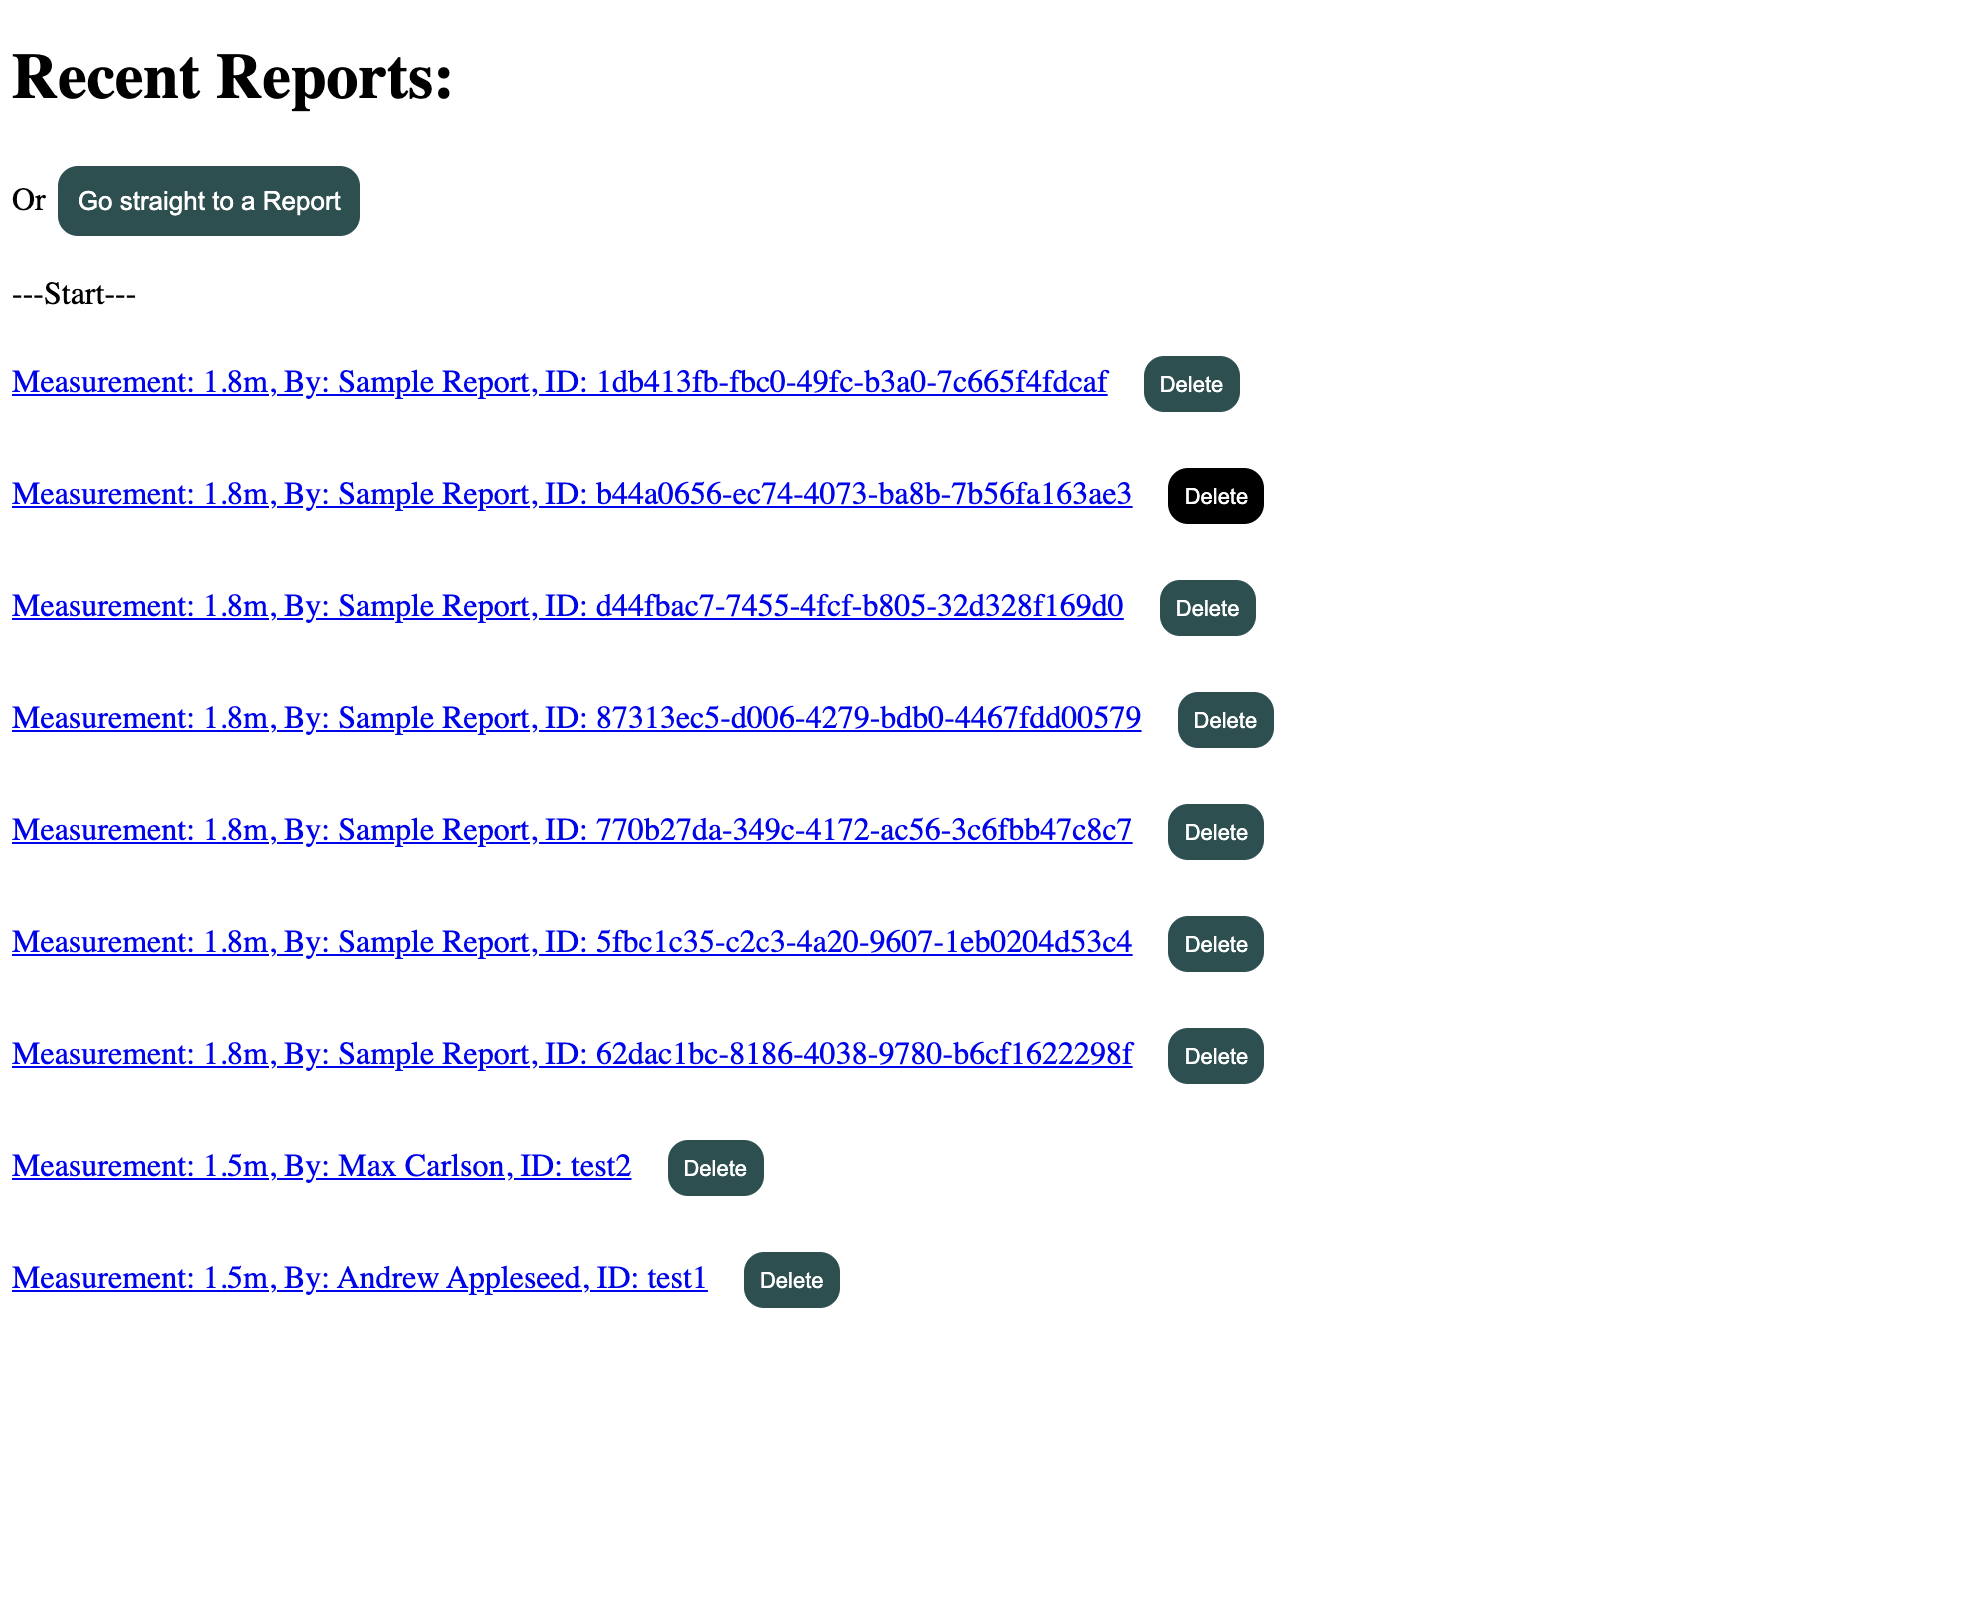 Recent Reports:
Or Go straight to a Report
---Start---
Measurement: 1.8m, By: Sample Report, ID: 1db413fb-fbc0-49fc-b3a0-7c665f4fdcaf Delete
Measurement: 1.8m, By: Sample Report, ID: b44a0656-ec74-4073-ba8b-7b56fa163ae3 Delete
Measurement: 1.8m, By: Sample Report, ID: d44fbac7-7455-4fcf-b805-32d328f169d0 Delete
Measurement: 1.8m, By: Sample Report, ID: 87313ec5-d006-4279-bdb0-4467fdd00579 Delete
Measurement: 1.8m, By: Sample Report, ID: 770b27da-349c-4172-ac56-3c6fbb47c8c7 Delete
Measurement: 1.8m, By: Sample Report, ID: 5fbc1c35-c2c3-4a20-9607-1eb0204d53c4 Delete
Measurement: 1.8m, By: Sample Report, ID: 62dac1bc-8186-4038-9780-b6cf1622298f Delete
Measurement: 1.5m, By: Max Carlson, ID: test2 Delete
Measurement: 1.5m, By: Andrew Appleseed, ID: test1 Delete